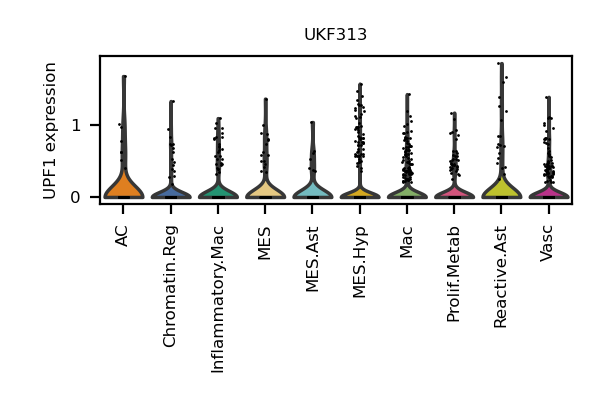 UKF313
UPF1 expression
1
0
AC
Chromatin.Reg
Inflammatory.Mac
MES
MES.Ast
MES.Hyp
Mac
Prolif.Metab
Reactive.Ast
Vasc